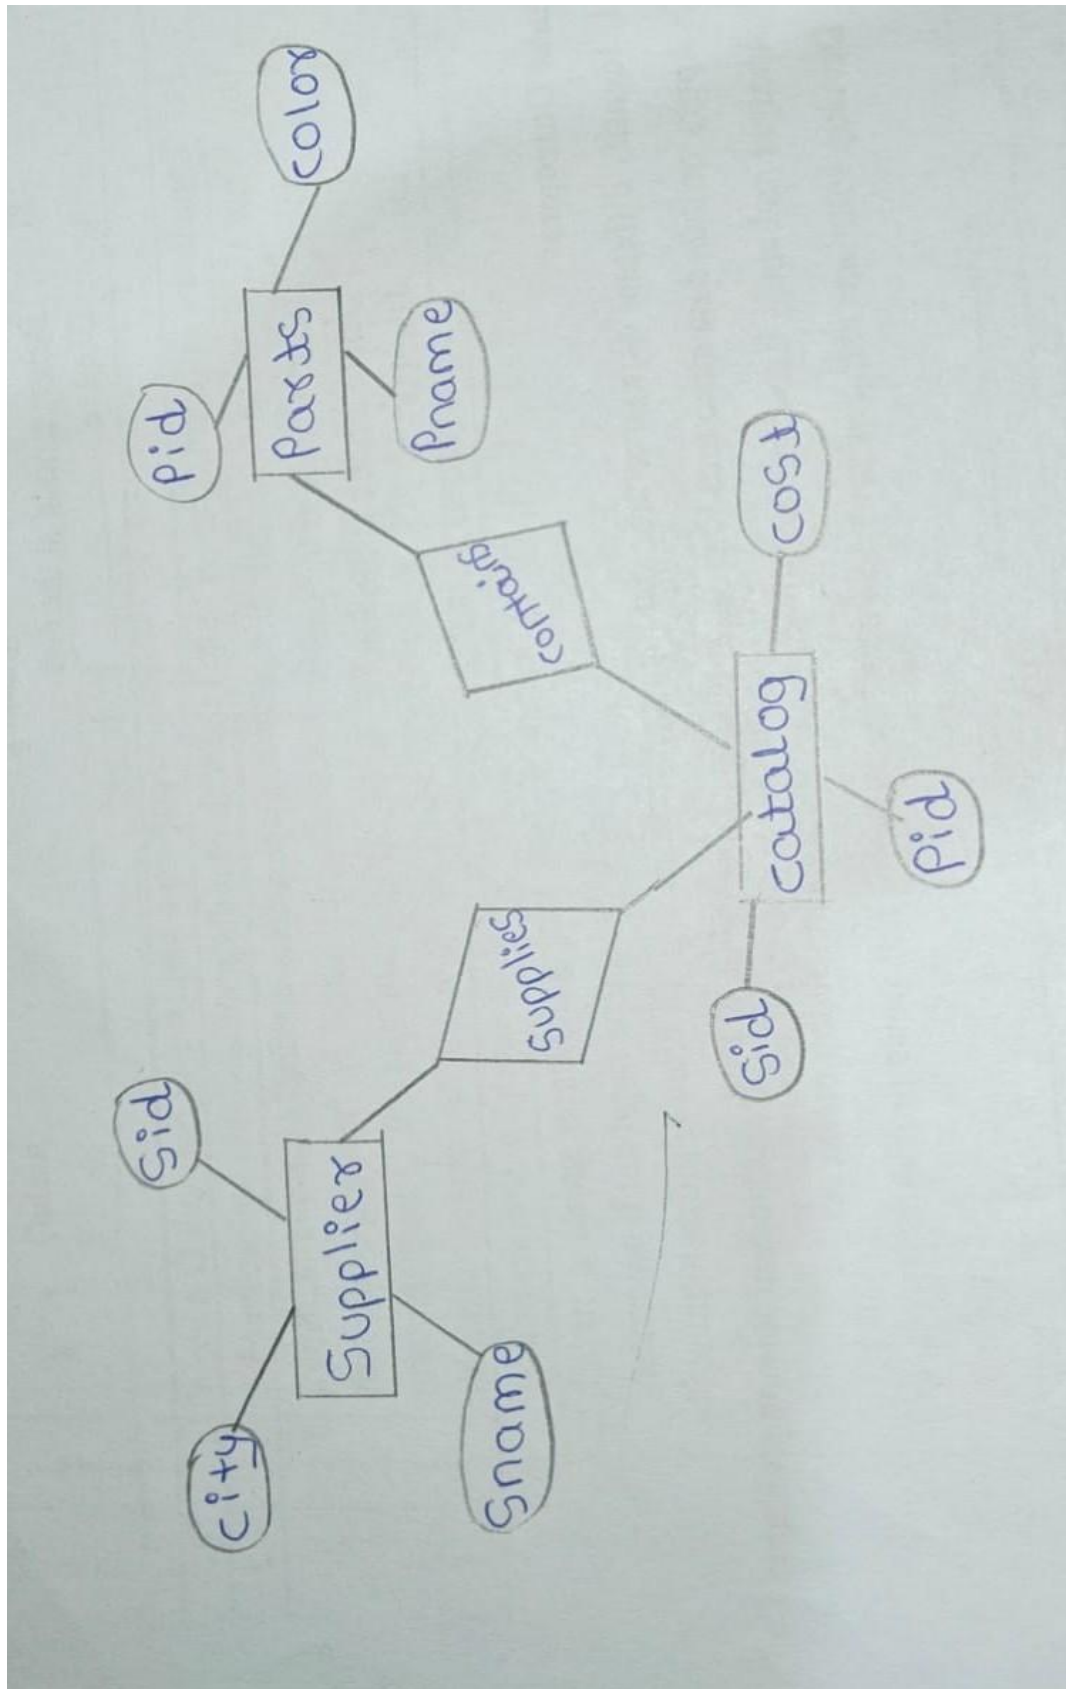 City
Sid
Supplier
Sname
Supplies
Pid
Parts
color
Pname
contains
Sid
catalog
cost
Pid